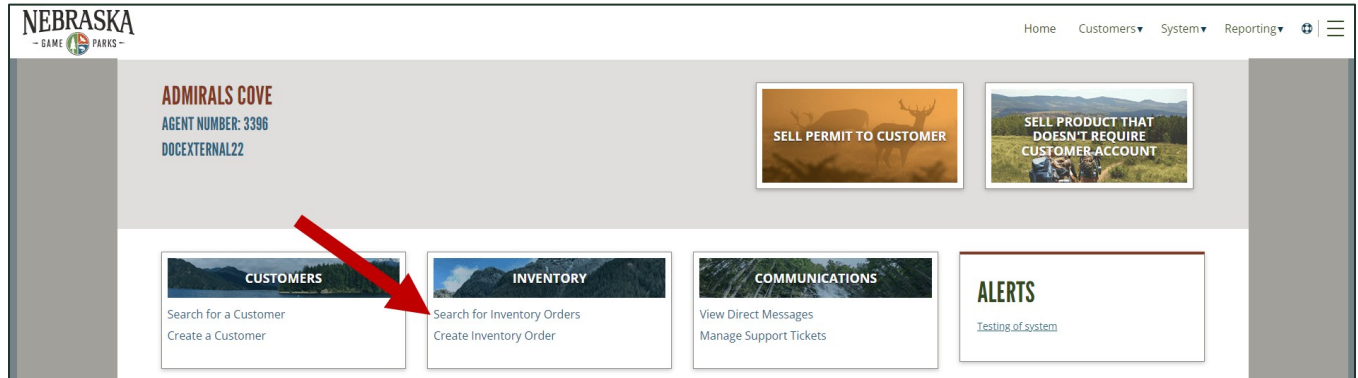 NEBRASKA
- GAME PARKS -
Home Customers▾ System▾ Reporting▾
ADMIRALS COVE
AGENT NUMBER: 3396
DOCEXTERNAL22
SELL PERMIT TO CUSTOMER
SELL PRODUCT THAT
DOESN'T REQUIRE
CUSTOMER ACCOUNT
CUSTOMERS
Search for a Customer
Create a Customer
INVENTORY
Search for Inventory Orders
Create Inventory Order
COMMUNICATIONS
View Direct Messages
Manage Support Tickets
ALERTS
Testing of system